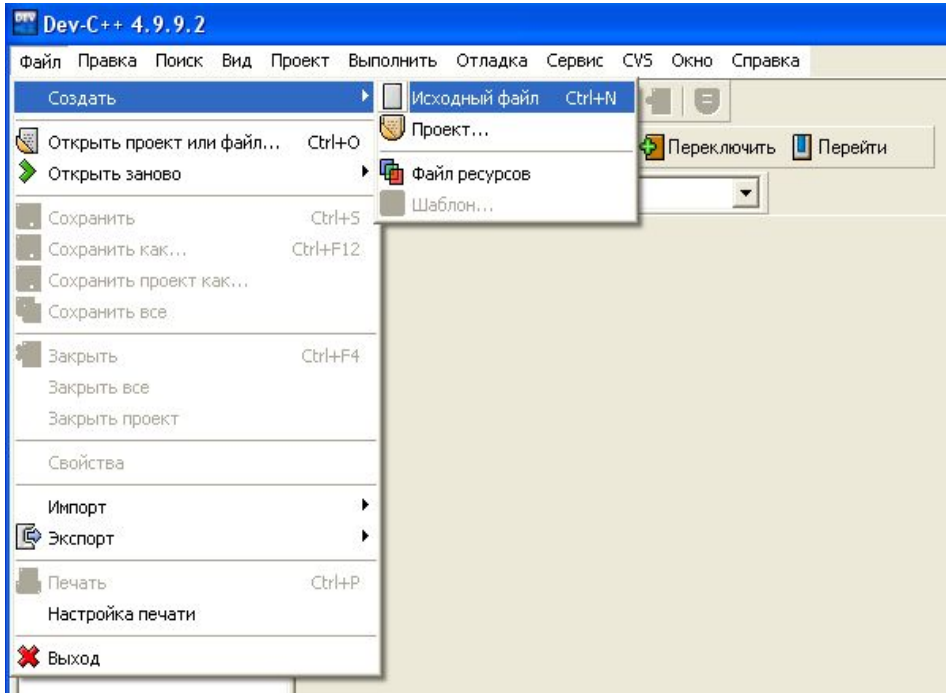 Dev-C++ 4.9.9.2
Файл Правка Поиск Вид Проект Выполнить Отладка Сервис CVS Окно Справка
Создать
Исходный файл Ctrl+N
Проект...
Файл ресурсов
Шаблон...
Переключить Перейти
Открыть проект или файл... Ctrl+O
Открыть заново
Сохранить Ctrl+S
Сохранить как... Ctrl+F12
Сохранить проект как...
Сохранить все
Закрыть Ctrl+F4
Закрыть все
Закрыть проект
Свойства
Импорт
Экспорт
Печать Ctrl+P
Настройка печати
Выход